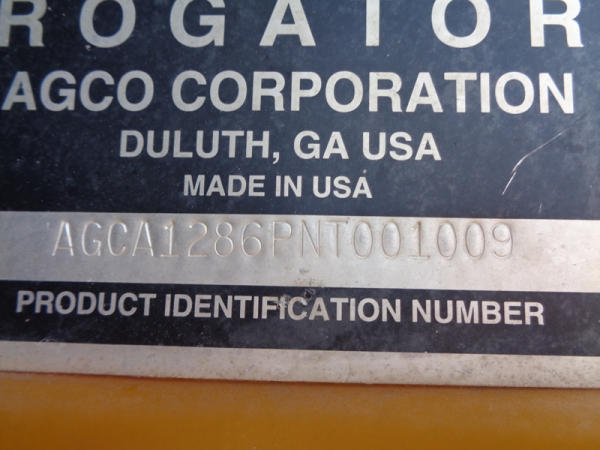 ROGATOR
AGCO CORPORATION
DULUTH, GA USA
MADE IN USA
AGCA1286PNT001009
PRODUCT IDENTIFICATION NUMBER